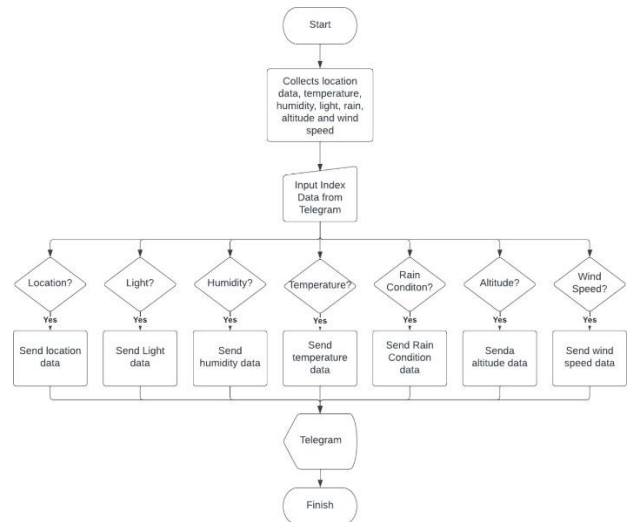 Start
Collects location
data, temperature,
humidity, light, rain,
altitude and wind
speed
Input Index
Data from
Telegram
Location?
Light?
Humidity?
Temperature?
Rain
Conditon?
Altitude?
Wind
Speed?
Yes
Yes
Yes
Yes
Yes
Yes
Yes
Send location
data
Send Light
data
Send
humidity data
Send
temperature
data
Send Rain
Condition
data
Senda
altitude data
Send wind
speed data
Telegram
Finish